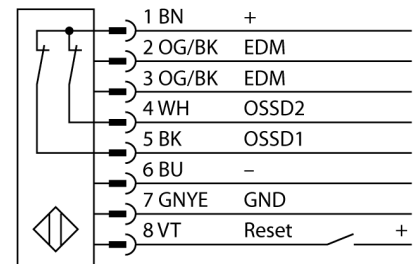 1 BN +
2 OG/BK EDM
3 OG/BK EDM
4 WH OSSD2
5 BK OSSD1
6 BU –
7 GNYE GND
8 VT Reset +